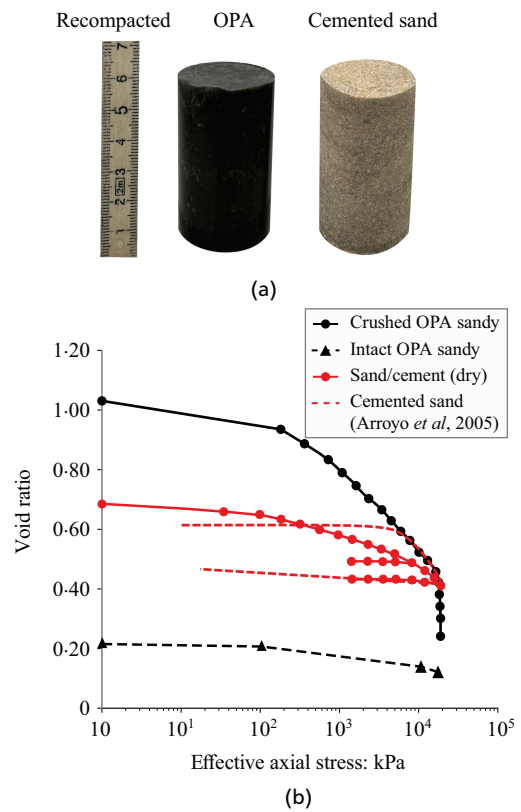 Recompacted OPA Cemented sand
7
6
5
4
3
2m
2
1
(a)
Crushed OPA sandy
Intact OPA sandy
Sand/cement (dry)
Cemented sand
(Arroyo et al, 2005)
1·20
1·00
0·80
0·60
0·40
0·20
0
Void ratio
10 10¹ 10² 10³ 10⁴ 10⁵
Effective axial stress: kPa
(b)